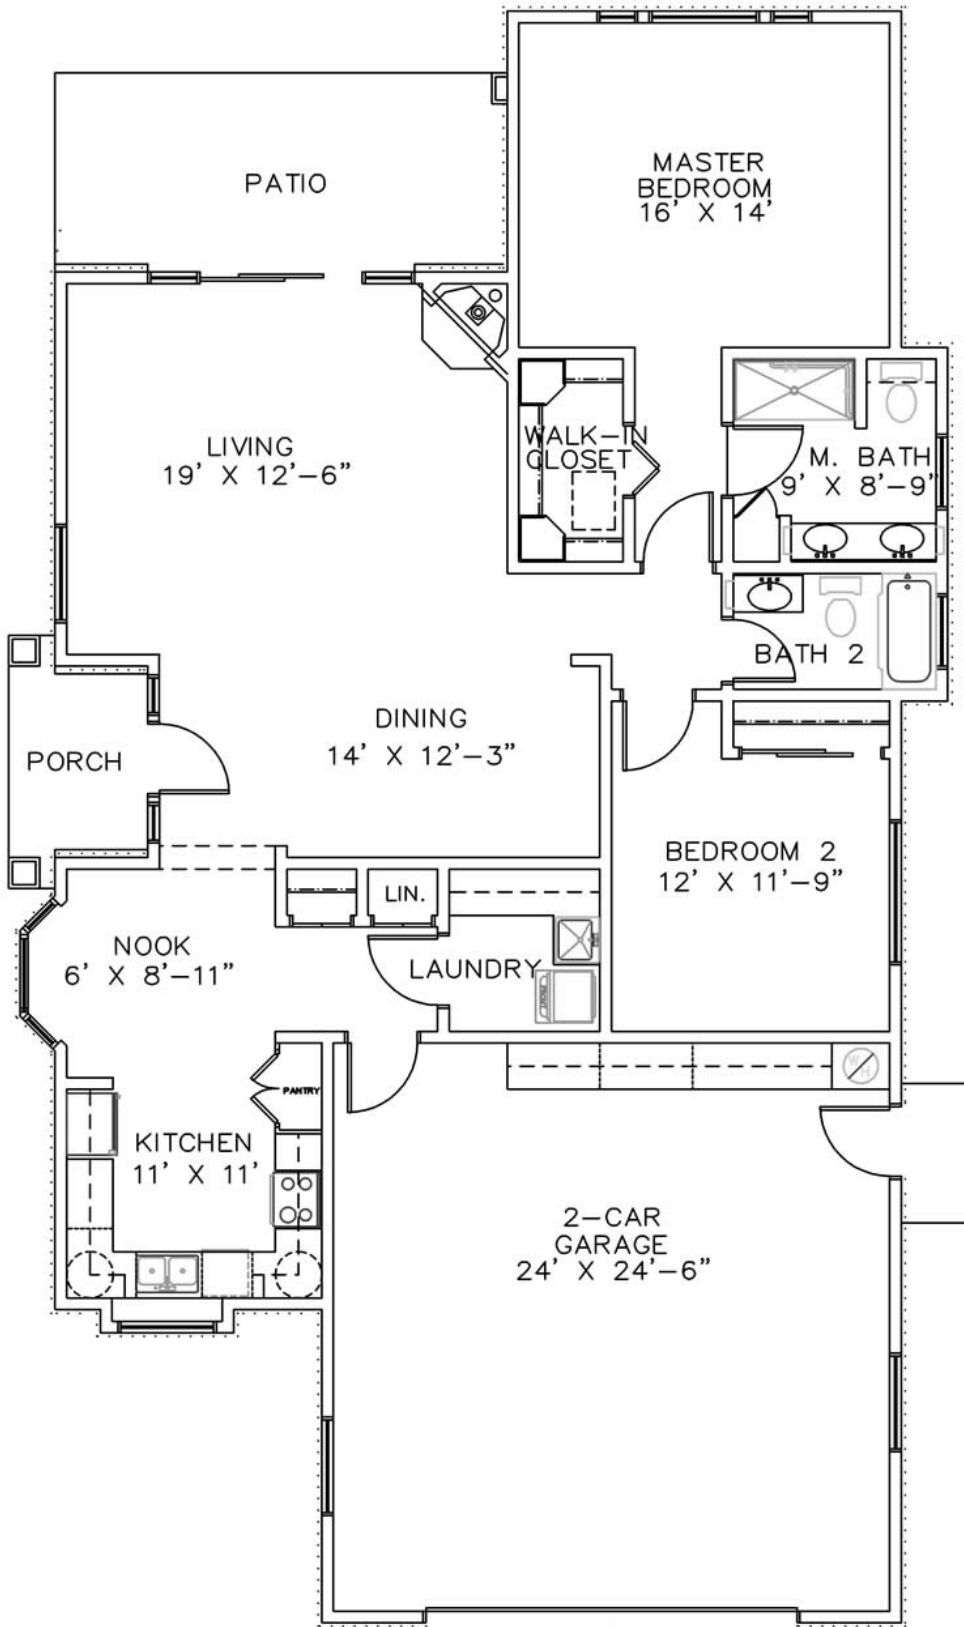 PATIO
MASTER
BEDROOM
16' X 14'
LIVING
19' X 12'-6"
WALK-IN
CLOSET
M. BATH
9' X 8'-9"
BATH 2
DINING
14' X 12'-3"
PORCH
BEDROOM 2
12' X 11'-9"
LIN.
NOOK
6' X 8'-11"
LAUNDRY
W
H
PANTRY
KITCHEN
11' X 11'
2-CAR
GARAGE
24' X 24'-6"